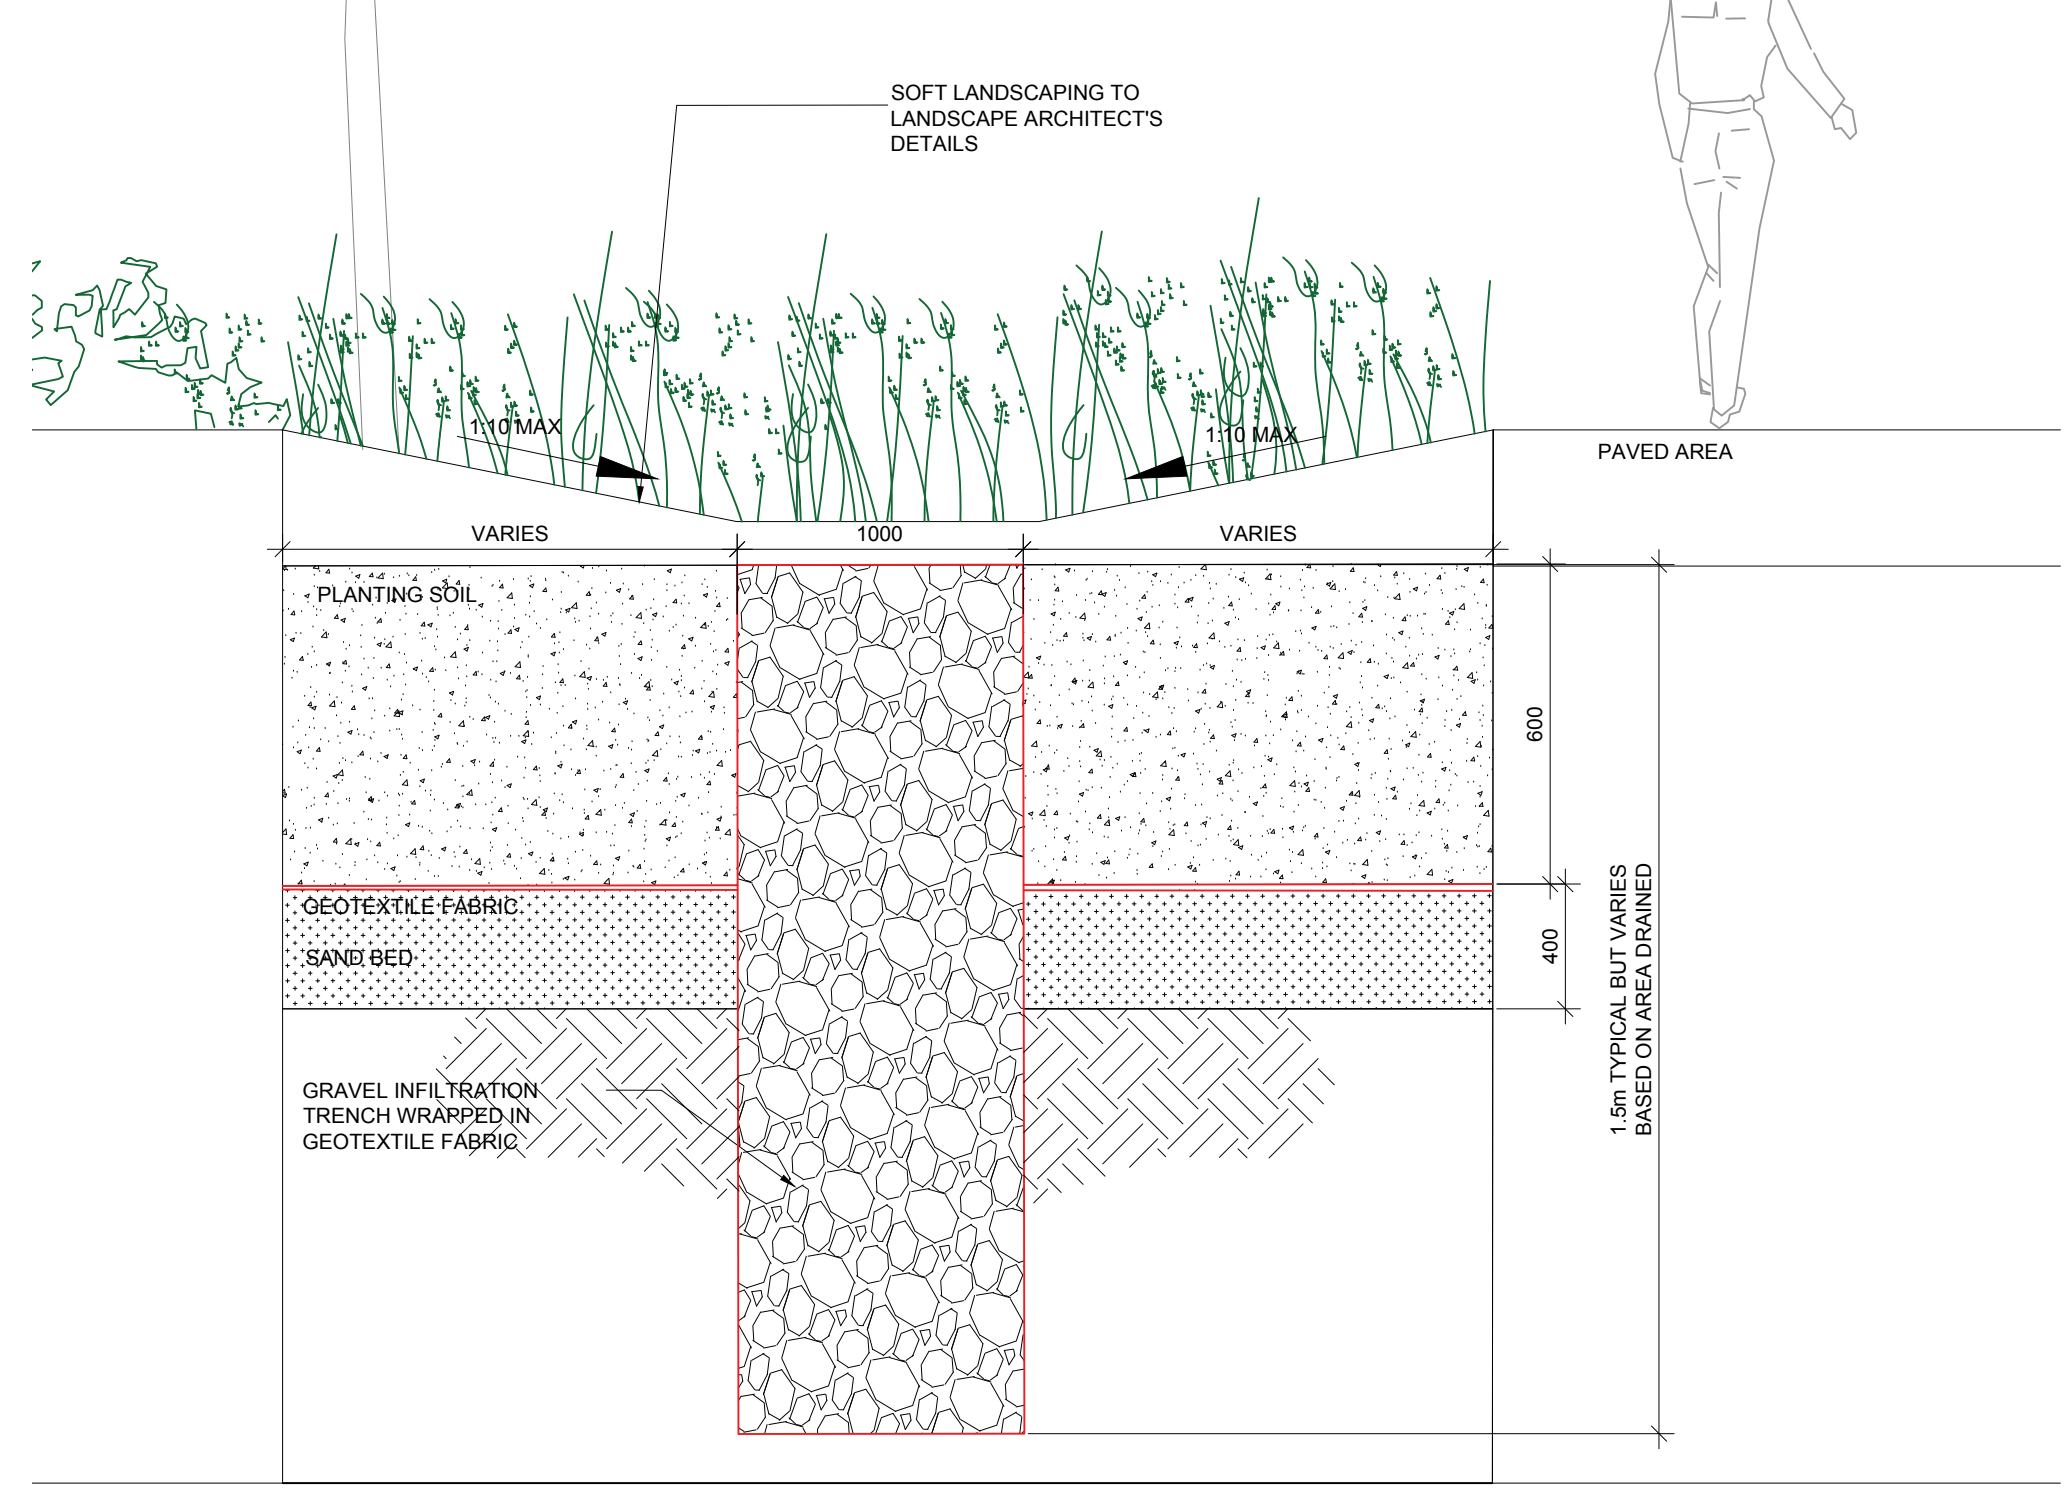 SOFT LANDSCAPING TO
LANDSCAPE ARCHITECT'S
DETAILS
1:10 MAX
1:10 MAX
PAVED AREA
VARIES
1000
VARIES
PLANTING SOIL
600
GEOTEXTILE FABRIC
SAND BED
400
1.5m TYPICAL BUT VARIES
BASED ON AREA DRAINED
GRAVEL INFILTRATION
TRENCH WRAPPED IN
GEOTEXTILE FABRIC